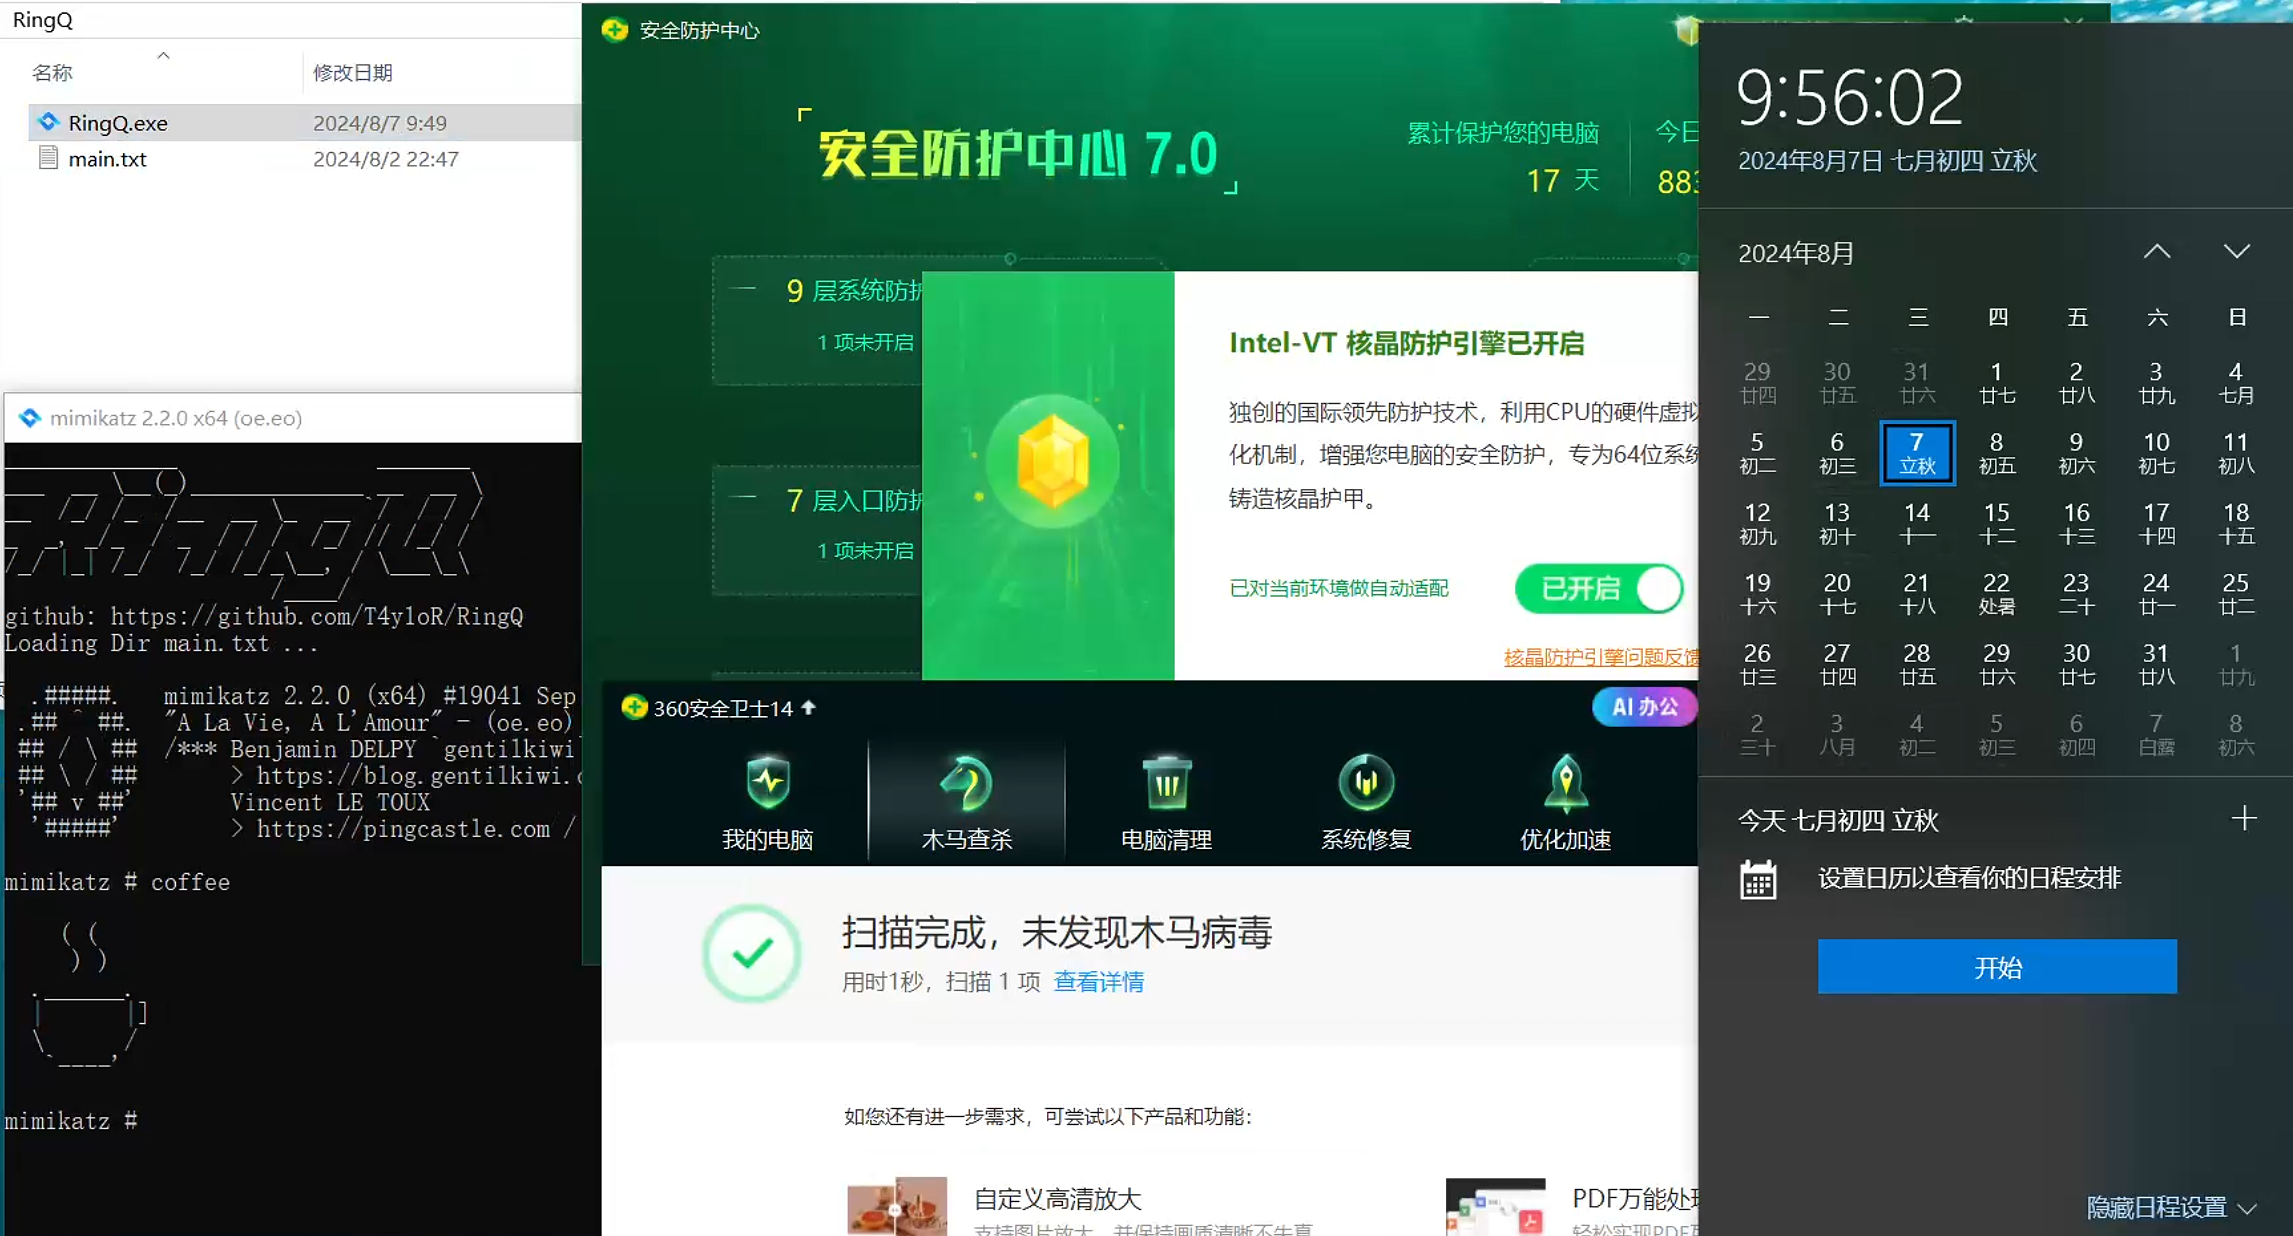 RingQ
名称 修改日期
RingQ.exe 2024/8/7 9:49
main.txt 2024/8/2 22:47
mimikatz 2.2.0 x64 (oe.eo)
RingQ
github: https://github.com/T4y1oR/RingQ
Loading Dir main.txt ...
.#####. mimikatz 2.2.0 (x64) #19041 Sep
.## ^ ##. "A La Vie, A L'Amour" - (oe.eo)
## / \ ## /*** Benjamin DELPY `gentilkiwi`
## \ / ## > https://blog.gentilkiwi.c
'## v ##' Vincent LE TOUX
'#####' > https://pingcastle.com /
mimikatz # coffee
mimikatz #
安全防护中心
安全防护中心 7.0
累计保护您的电脑
17 天
今日
883
9 层系统防护
1 项未开启
7 层入口防护
1 项未开启
Intel-VT 核晶防护引擎已开启
独创的国际领先防护技术，利用CPU的硬件虚拟
化机制，增强您电脑的安全防护，专为64位系统
铸造核晶护甲。
已对当前环境做自动适配 已开启
核晶防护引擎问题反馈
360安全卫士14
AI 办公
我的电脑 木马查杀 电脑清理 系统修复 优化加速
扫描完成，未发现木马病毒
用时1秒，扫描 1 项 查看详情
如您还有进一步需求，可尝试以下产品和功能：
自定义高清放大 PDF万能处理
支持图片放大，并保持画质清晰不失真
9:56:02
2024年8月7日 七月初四 立秋
2024年8月
一 二 三 四 五 六 日
29 30 31 1 2 3 4
廿四 廿五 廿六 廿七 廿八 廿九 七月
5 6 7 8 9 10 11
初二 初三 立秋 初五 初六 初七 初八
12 13 14 15 16 17 18
初九 初十 十一 十二 十三 十四 十五
19 20 21 22 23 24 25
十六 十七 十八 处暑 二十 廿一 廿二
26 27 28 29 30 31 1
廿三 廿四 廿五 廿六 廿七 廿八 廿九
2 3 4 5 6 7 8
三十 八月 初二 初三 初四 白露 初六
今天 七月初四 立秋
设置日历以查看你的日程安排
开始
隐藏日程设置